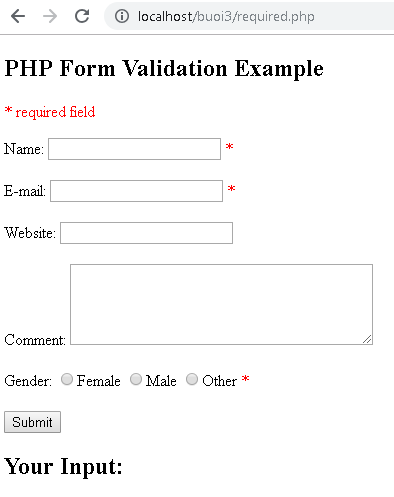 localhost/buoi3/required.php
PHP Form Validation Example
* required field
Name: *
E-mail: *
Website:
Comment:
Gender: Female Male Other *
Submit
Your Input: